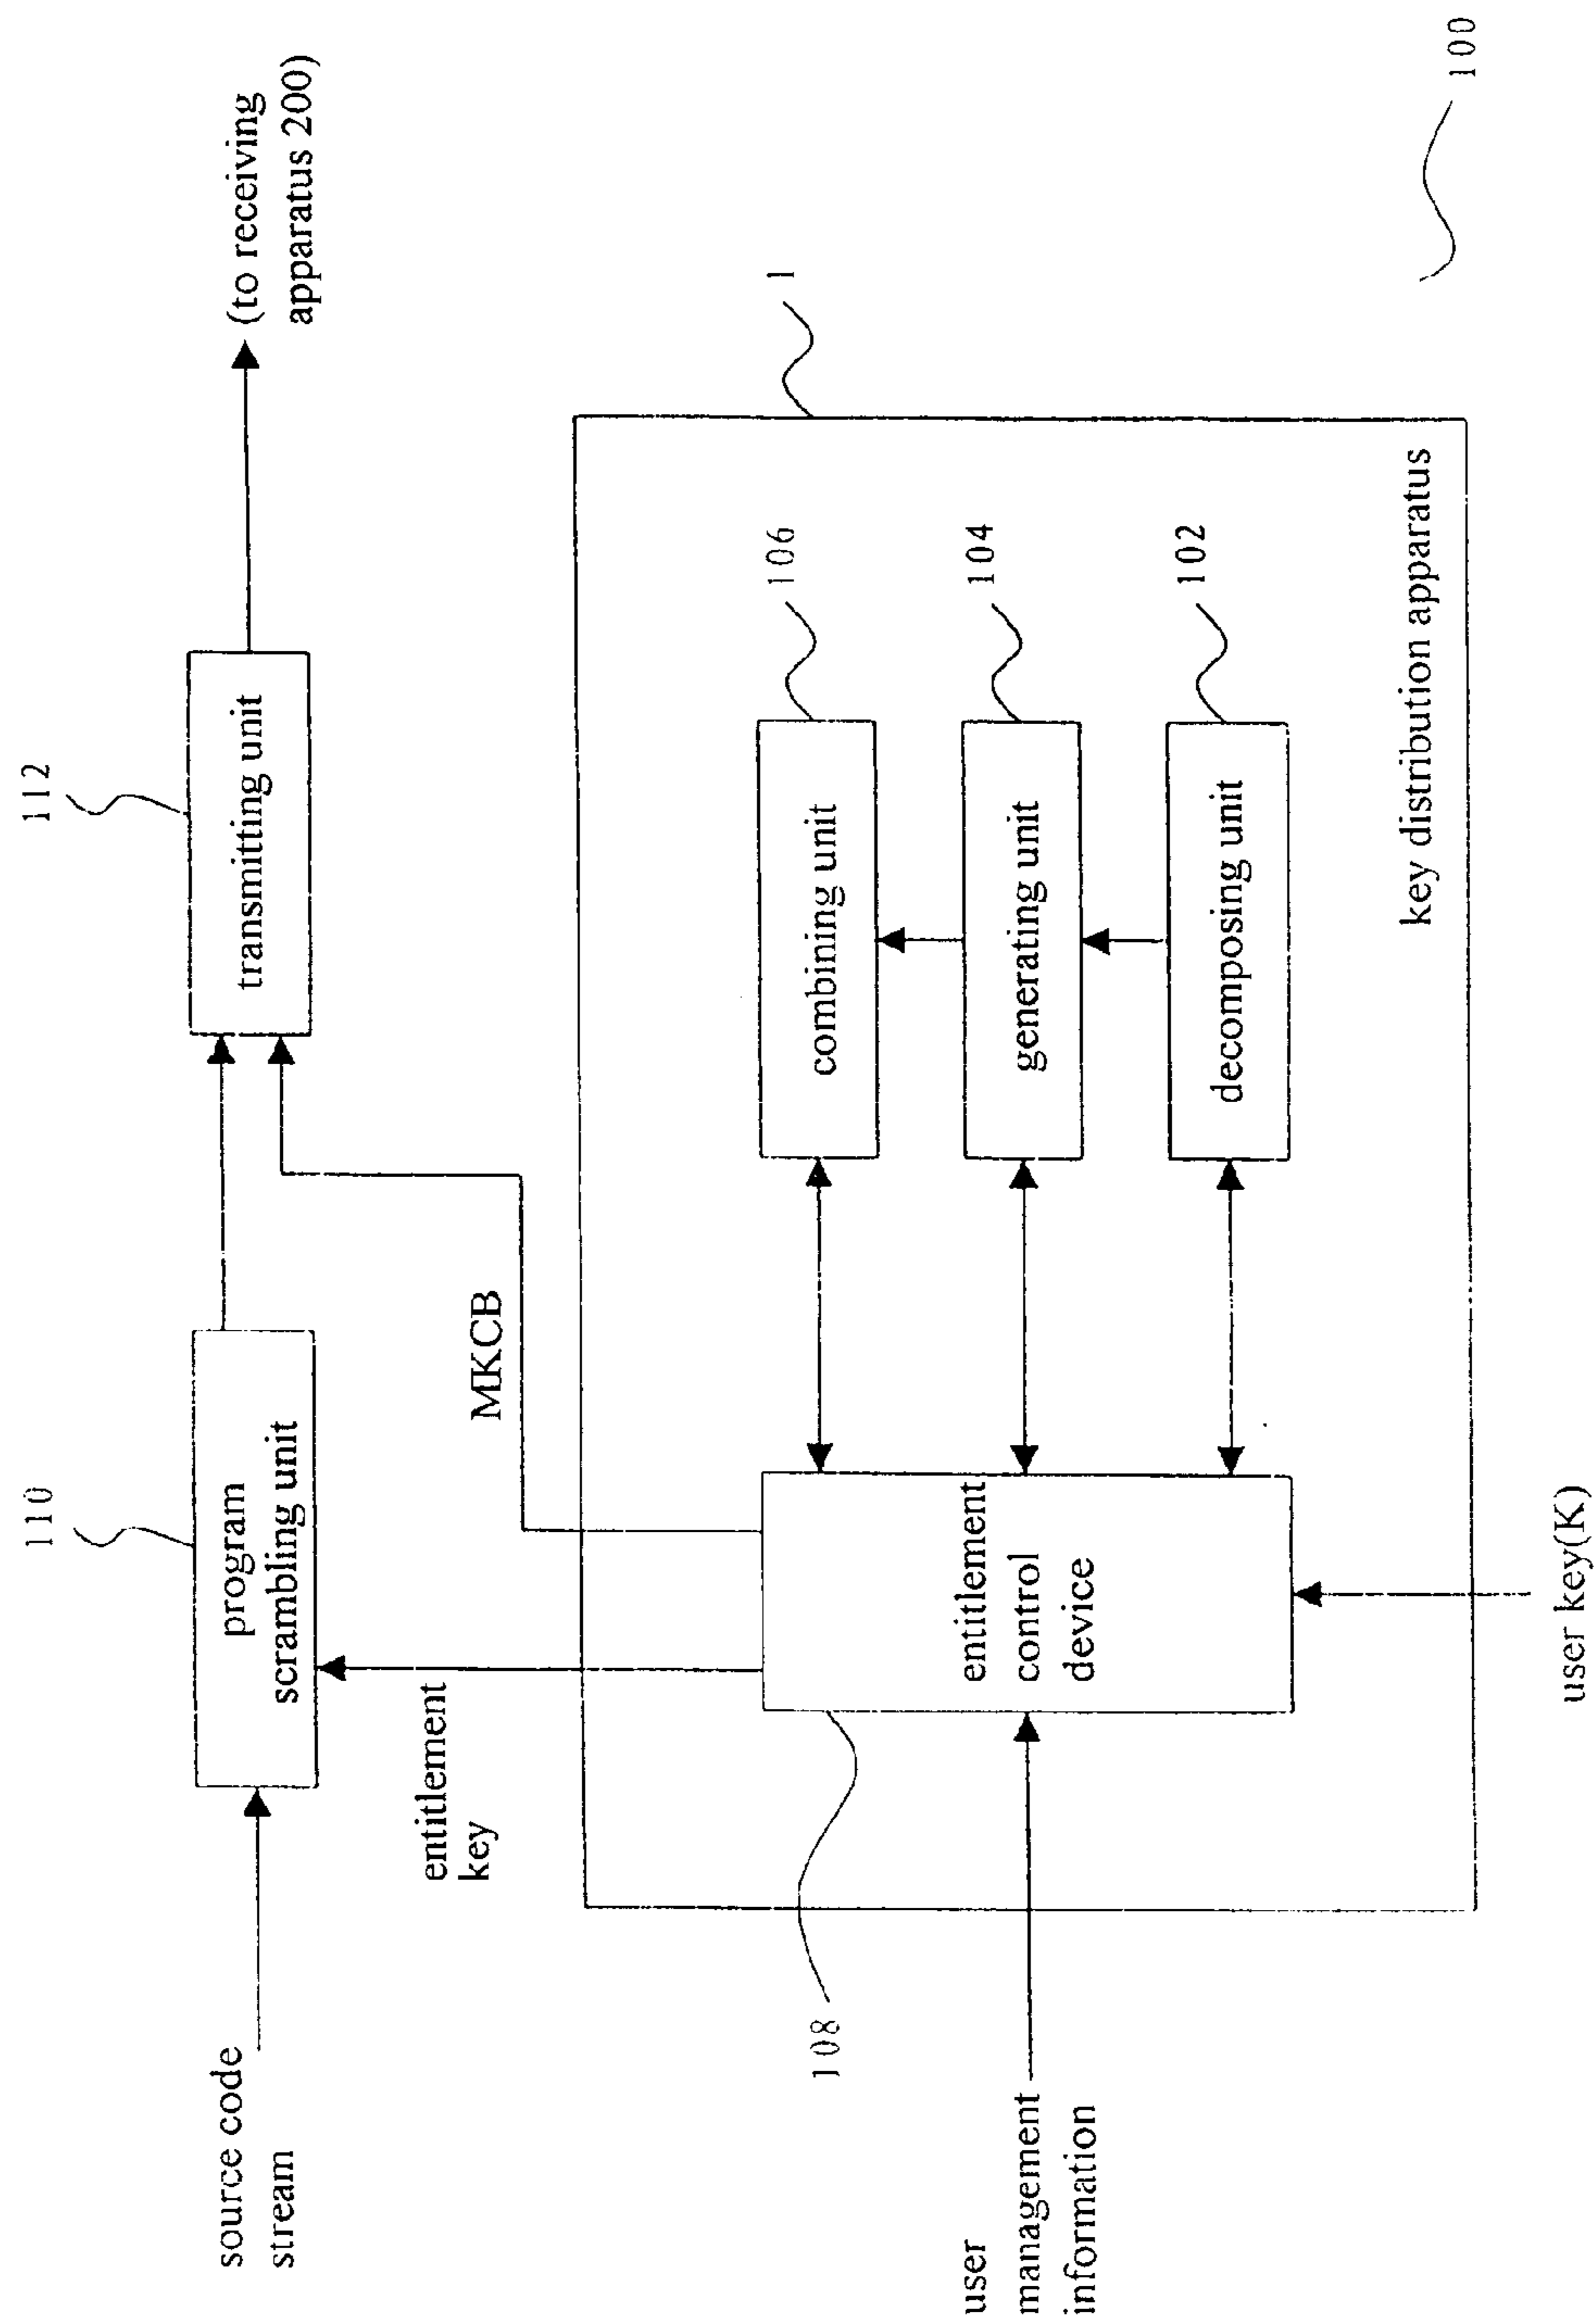 110
112
source code
stream
program
scrambling unit
transmitting unit
(to receiving
apparatus 200)
entitlement
key
MKCB
1
108
106
combining unit
user
management
information
entitlement
control
device
104
generating unit
102
decomposing unit
key distribution apparatus
user key(K)
100